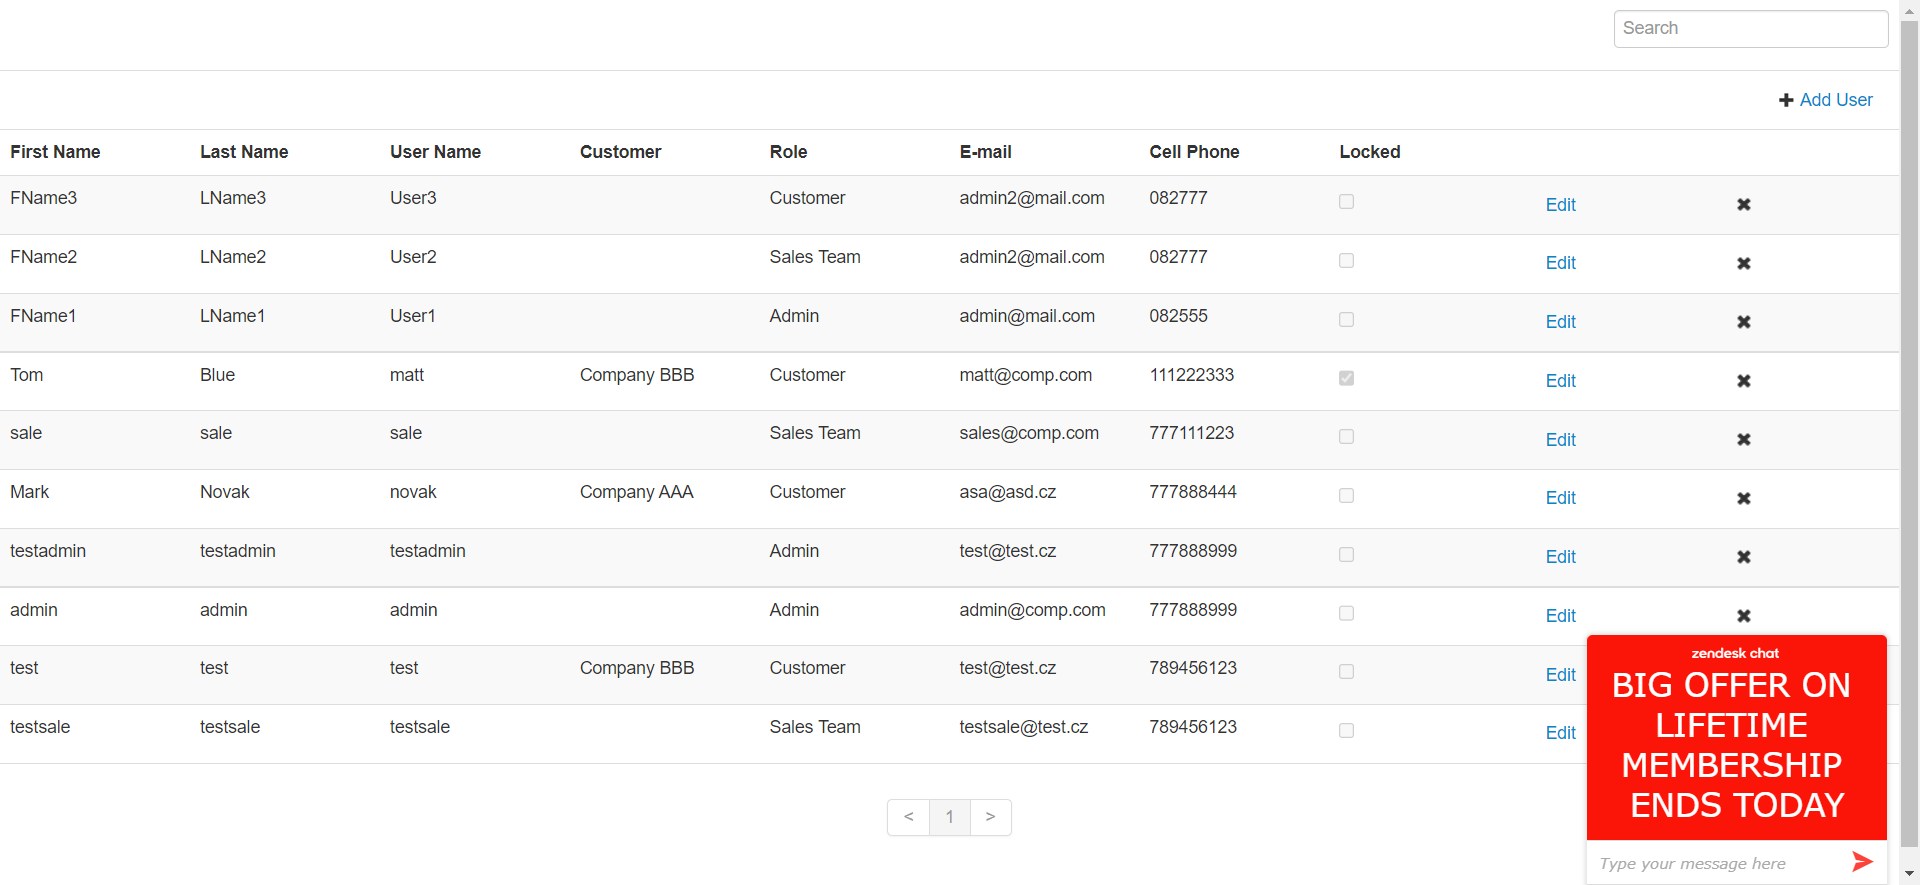 Search
Add User
First Name Last Name User Name Customer Role E-mail Cell Phone Locked
FName3 LName3 User3 Customer admin2@mail.com 082777 Edit
FName2 LName2 User2 Sales Team admin2@mail.com 082777 Edit
FName1 LName1 User1 Admin admin@mail.com 082555 Edit
Tom Blue matt Company BBB Customer matt@comp.com 111222333 Edit
sale sale sale Sales Team sales@comp.com 777111223 Edit
Mark Novak novak Company AAA Customer asa@asd.cz 777888444 Edit
testadmin testadmin testadmin Admin test@test.cz 777888999 Edit
admin admin admin Admin admin@comp.com 777888999 Edit
test test test Company BBB Customer test@test.cz 789456123 Edit
testsale testsale testsale Sales Team testsale@test.cz 789456123 Edit
< 1 >
zendesk chat
BIG OFFER ON
LIFETIME
MEMBERSHIP
ENDS TODAY
Type your message here